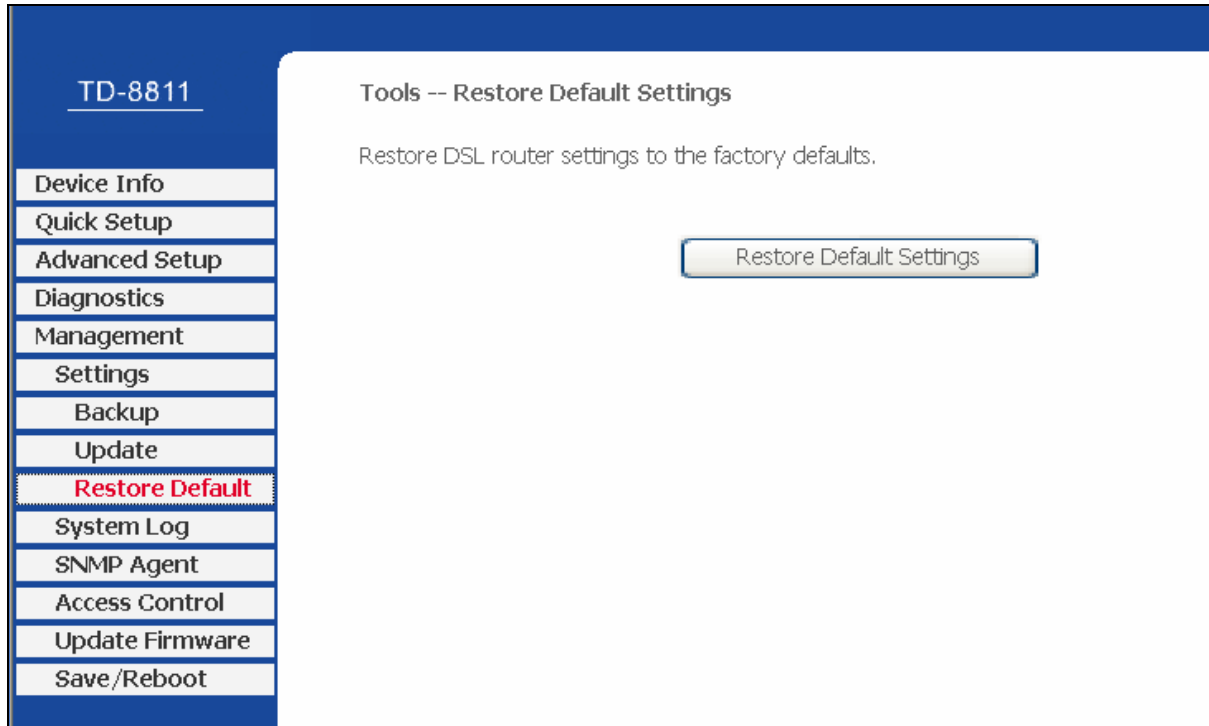 TD-8811
Device Info
Quick Setup
Advanced Setup
Diagnostics
Management
Settings
Backup
Update
Restore Default
System Log
SNMP Agent
Access Control
Update Firmware
Save/Reboot
Tools -- Restore Default Settings
Restore DSL router settings to the factory defaults.
Restore Default Settings